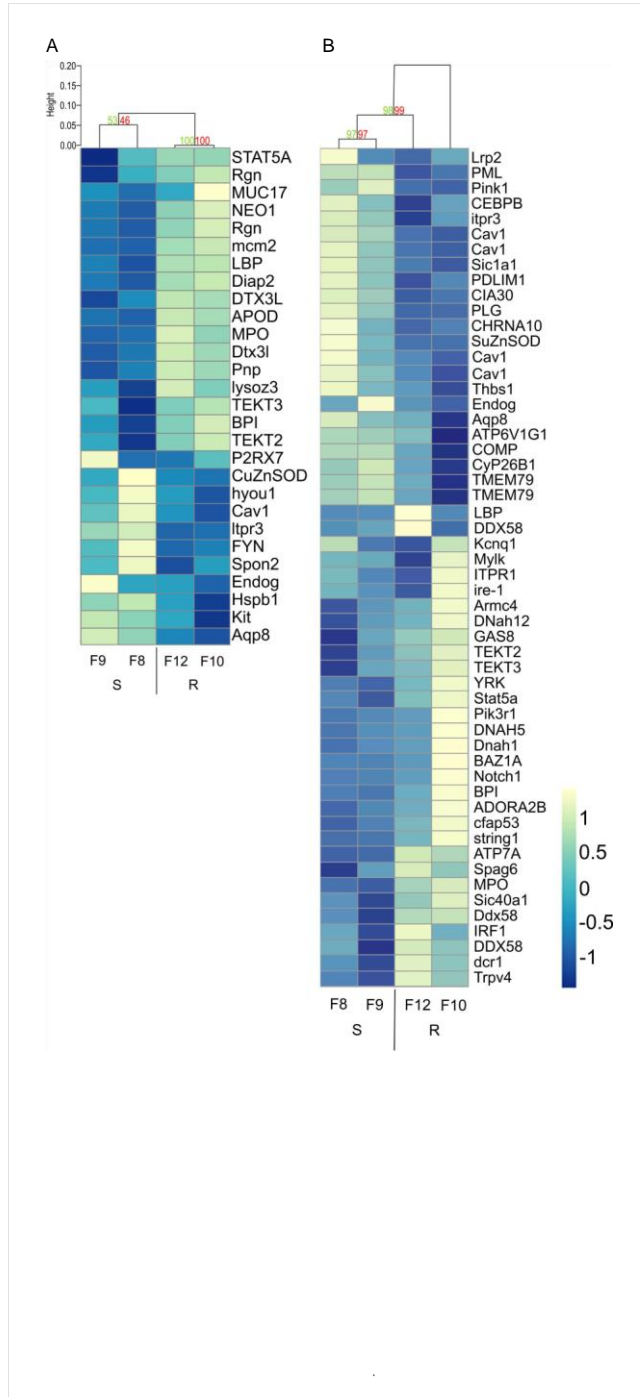 A
B
Height
0.20
0.15
0.10
0.05
0.00
53 46
100 100
98 99
97 97
STAT5A
Rgn
MUC17
NEO1
Rgn
mcm2
LBP
Diap2
DTX3L
APOD
MPO
Dtx3l
Pnp
lysoz3
TEKT3
BPI
TEKT2
P2RX7
CuZnSOD
hyou1
Cav1
Itpr3
FYN
Spon2
Endog
Hspb1
Kit
Aqp8
F9 F8 F12 F10
S R
Lrp2
PML
Pink1
CEBPB
itpr3
Cav1
Cav1
Sic1a1
PDLIM1
CIA30
PLG
CHRNA10
SuZnSOD
Cav1
Cav1
Thbs1
Endog
Aqp8
ATP6V1G1
COMP
CyP26B1
TMEM79
TMEM79
LBP
DDX58
Kcnq1
Mylk
ITPR1
ire-1
Armc4
DNah12
GAS8
TEKT2
TEKT3
YRK
Stat5a
Pik3r1
DNAH5
Dnah1
BAZ1A
Notch1
BPI
ADORA2B
cfap53
string1
ATP7A
Spag6
MPO
Sic40a1
Ddx58
IRF1
DDX58
dcr1
Trpv4
F8 F9 F12 F10
S R
1
0.5
0
-0.5
-1